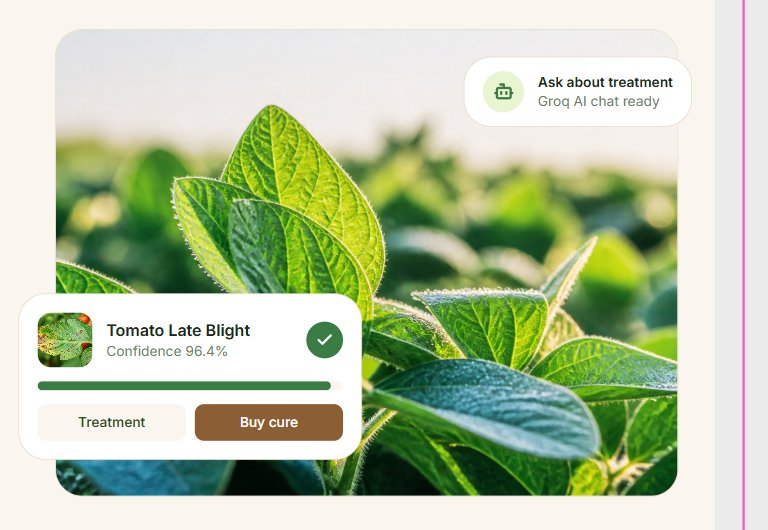 Ask about treatment
Groq AI chat ready
Tomato Late Blight
Confidence 96.4%
Treatment
Buy cure